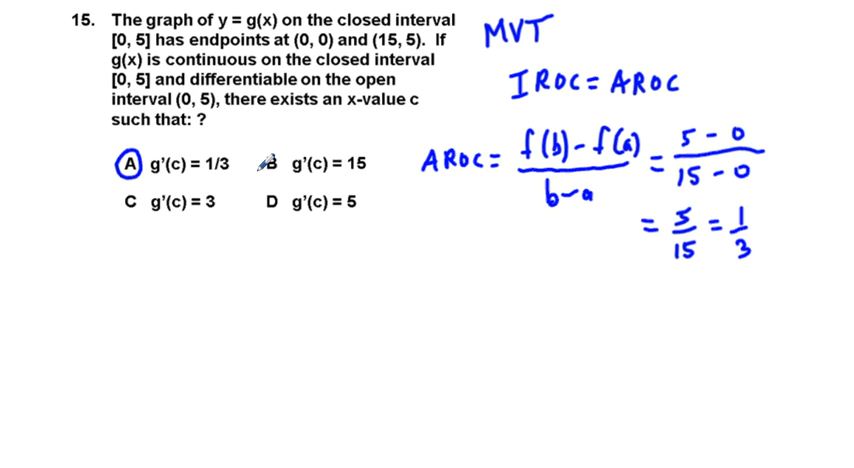 15. The graph of y = g(x) on the closed interval
[0, 5] has endpoints at (0, 0) and (15, 5). If
g(x) is continuous on the closed interval
[0, 5] and differentiable on the open
interval (0, 5), there exists an x-value c
such that: ?
A g'(c) = 1/3 B g'(c) = 15
C g'(c) = 3 D g'(c) = 5
MVT
IROC = AROC
AROC = f(b) - f(a) / b - a = 5 - 0 / 15 - 0
= 5/15 = 1/3